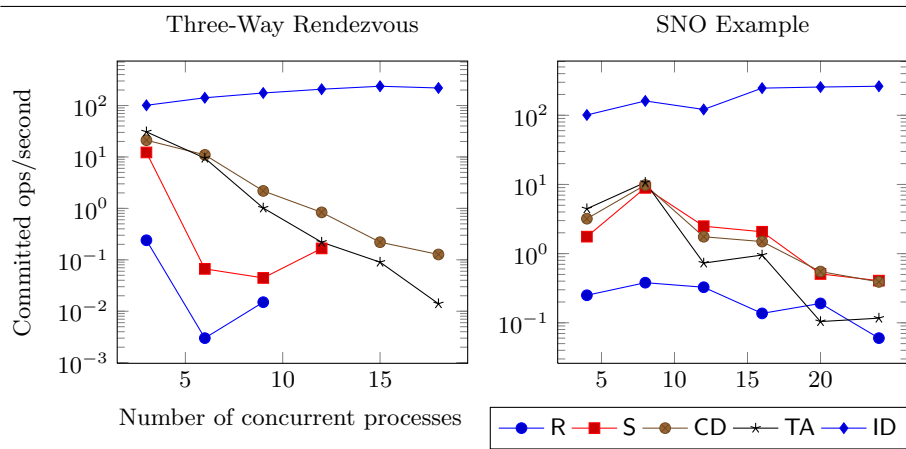 Three-Way Rendezvous
SNO Example
Committed ops/second
10^2
10^1
10^0
10^−1
10^−2
10^−3
5 10 15
Number of concurrent processes
10^2
10^1
10^0
10^−1
5 10 15 20
R S CD TA ID